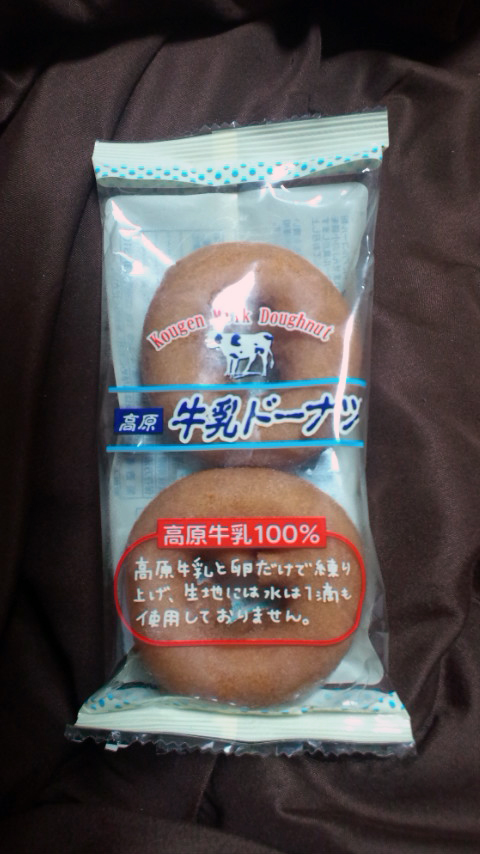 Kougen Milk Doughnut
高原 牛乳ドーナツ
高原牛乳100%
高原牛乳と卵だけで練り
上げ、生地には水は1滴も
使用しておりません。